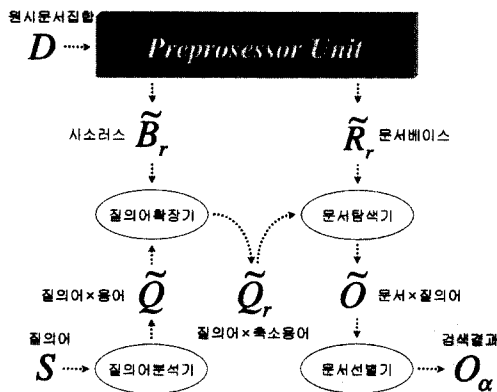 원시문서집합
D Preprosessor Unit
시소러스 B̃r R̃r 문서베이스
질의어확장기 문서탐색기
질의어×용어 Q̃ Q̃r Õ 문서×질의어
질의어×축소용어
질의어 검색결과
S 질의어분석기 문서선별기 Oα